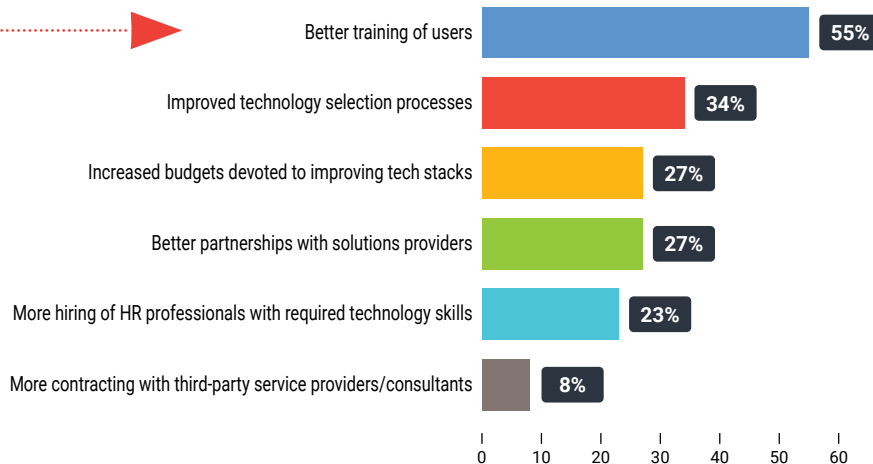 Better training of users 55%
Improved technology selection processes 34%
Increased budgets devoted to improving tech stacks 27%
Better partnerships with solutions providers 27%
More hiring of HR professionals with required technology skills 23%
More contracting with third-party service providers/consultants 8%
0 10 20 30 40 50 60